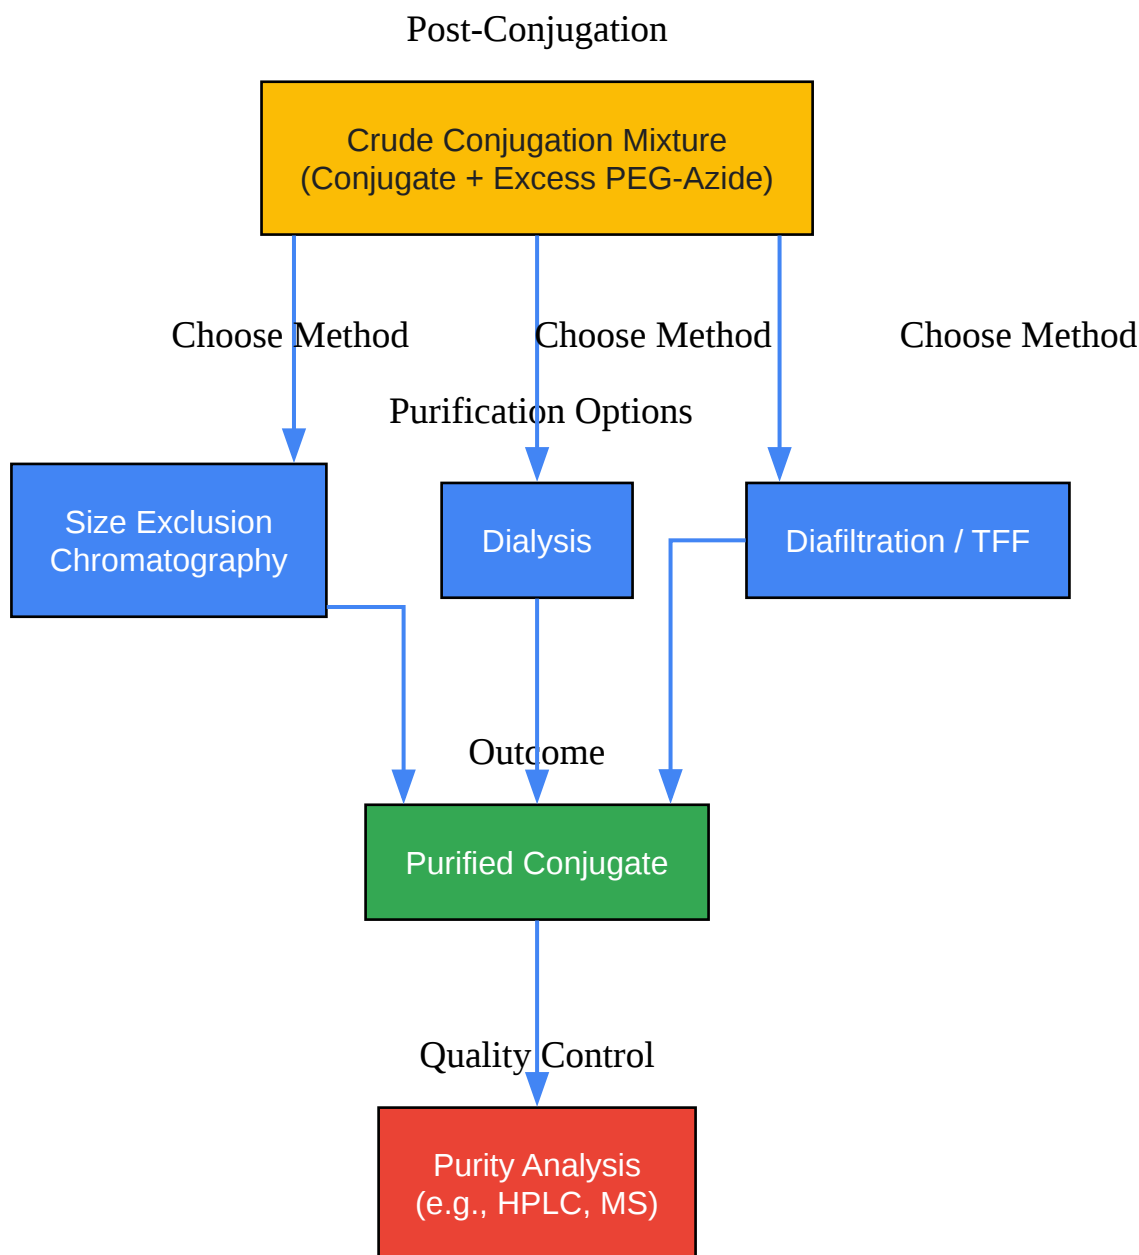 Post-Conjugation
Crude Conjugation Mixture
(Conjugate + Excess PEG-Azide)
Choose Method
Choose Method
Choose Method
Purification Options
Size Exclusion
Chromatography
Dialysis
Diafiltration / TFF
Outcome
Purified Conjugate
Quality Control
Purity Analysis
(e.g., HPLC, MS)